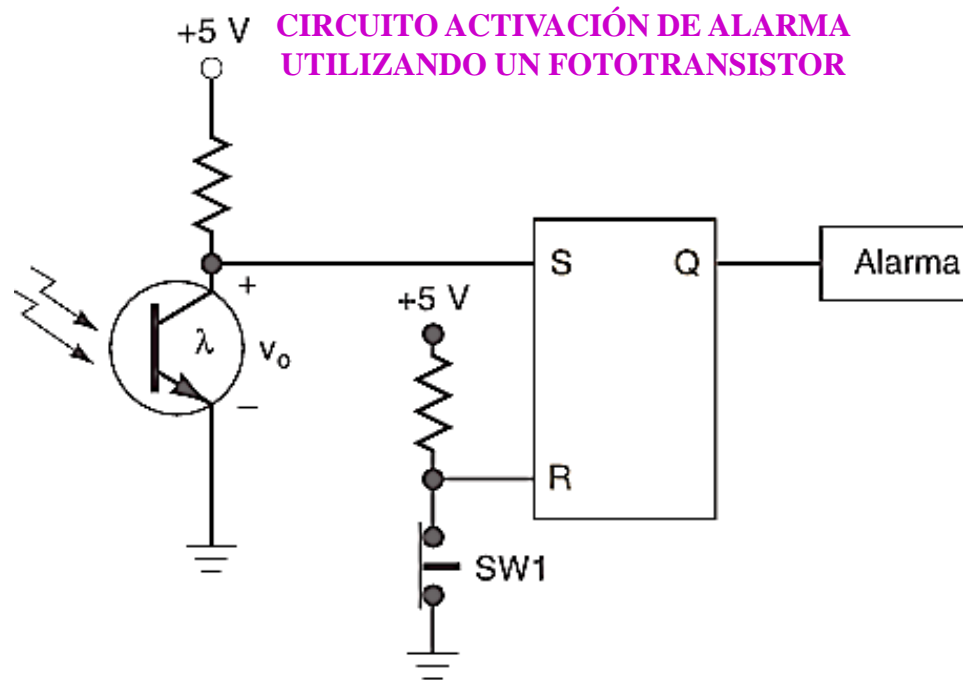 CIRCUITO ACTIVACIÓN DE ALARMA
UTILIZANDO UN FOTOTRANSISTOR
+5 V
S
Q
Alarma
+
λ
vo
–
+5 V
R
SW1